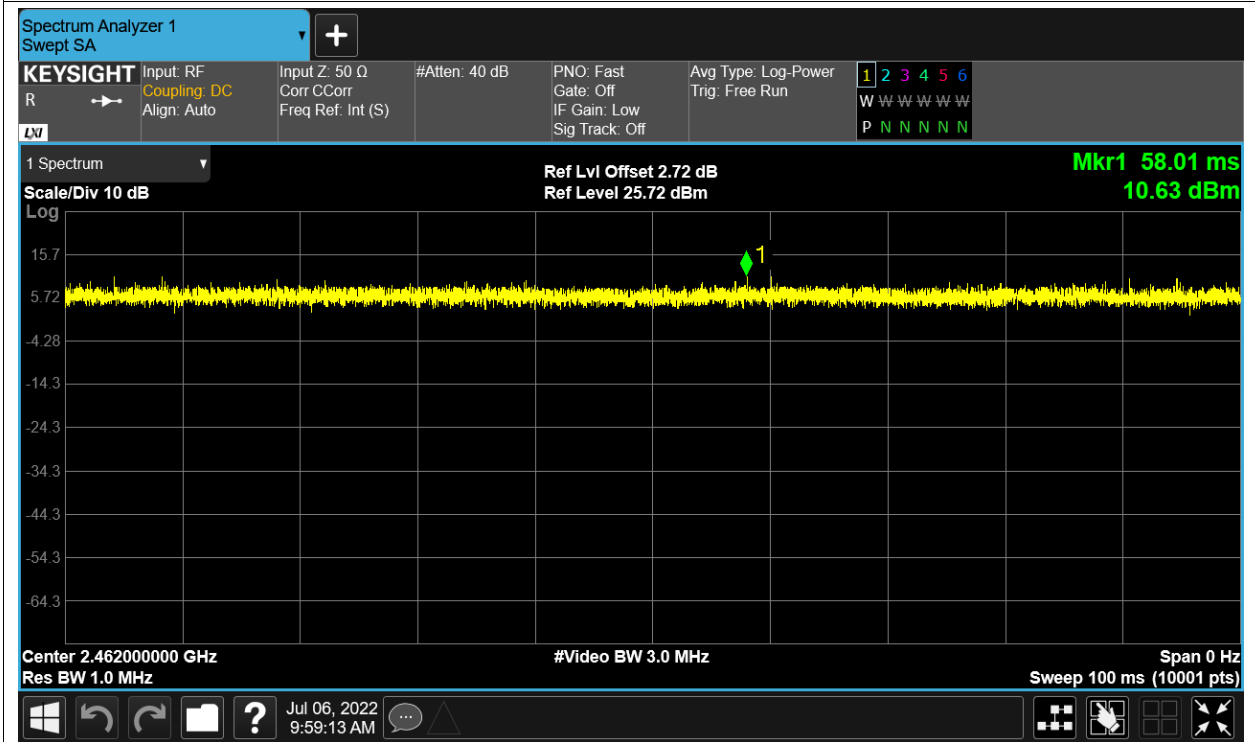 Spectrum Analyzer 1
Swept SA
+
KEYSIGHT
R
LXI
Input: RF
Coupling: DC
Align: Auto
Input Z: 50 Ω
Corr CCorr
Freq Ref: Int (S)
#Atten: 40 dB
PNO: Fast
Gate: Off
IF Gain: Low
Sig Track: Off
Avg Type: Log-Power
Trig: Free Run
1 2 3 4 5 6
W W W W W W
P N N N N N
1 Spectrum
Scale/Div 10 dB
Log
Ref Lvl Offset 2.72 dB
Ref Level 25.72 dBm
Mkr1 58.01 ms
10.63 dBm
1
15.7
5.72
-4.28
-14.3
-24.3
-34.3
-44.3
-54.3
-64.3
Center 2.462000000 GHz
Res BW 1.0 MHz
#Video BW 3.0 MHz
Span 0 Hz
Sweep 100 ms (10001 pts)
?
Jul 06, 2022
9:59:13 AM